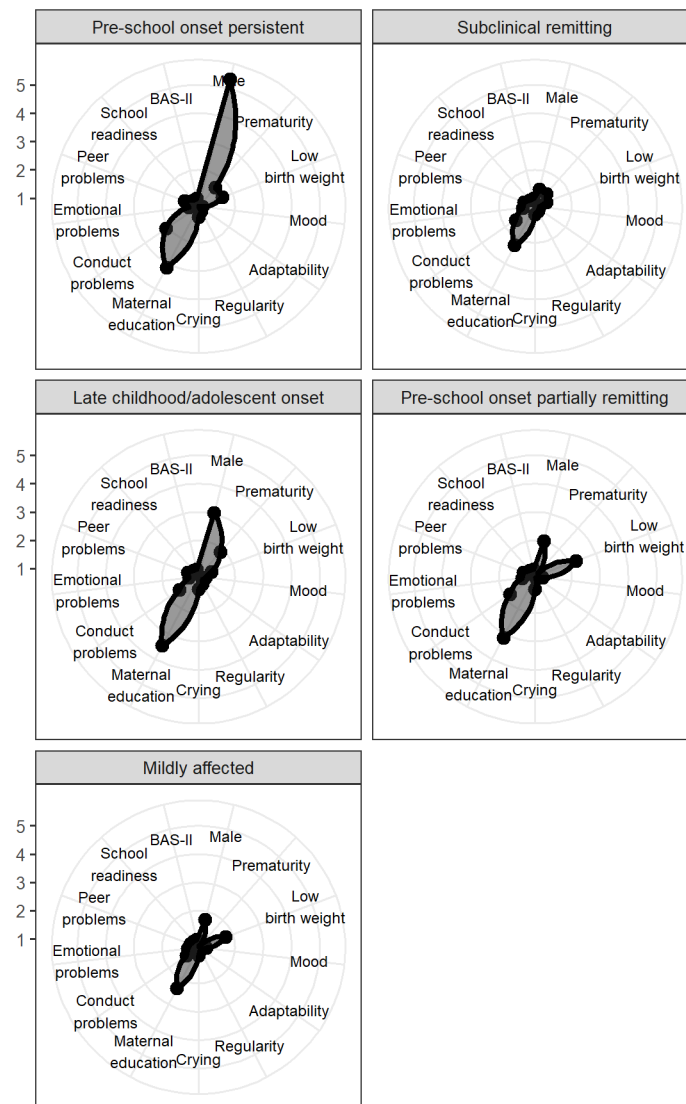 Pre-school onset persistent
Subclinical remitting
5
4
3
2
1
Male
Prematurity
Low
birth weight
Mood
Adaptability
Regularity
Crying
Maternal
education
Conduct
problems
Emotional
problems
Peer
problems
School
readiness
BAS-II
Male
Prematurity
Low
birth weight
Mood
Adaptability
Regularity
Crying
Maternal
education
Conduct
problems
Emotional
problems
Peer
problems
School
readiness
BAS-II
Late childhood/adolescent onset
Pre-school onset partially remitting
5
4
3
2
1
Male
Prematurity
Low
birth weight
Mood
Adaptability
Regularity
Crying
Maternal
education
Conduct
problems
Emotional
problems
Peer
problems
School
readiness
BAS-II
Male
Prematurity
Low
birth weight
Mood
Adaptability
Regularity
Crying
Maternal
education
Conduct
problems
Emotional
problems
Peer
problems
School
readiness
BAS-II
Mildly affected
5
4
3
2
1
Male
Prematurity
Low
birth weight
Mood
Adaptability
Regularity
Crying
Maternal
education
Conduct
problems
Emotional
problems
Peer
problems
School
readiness
BAS-II